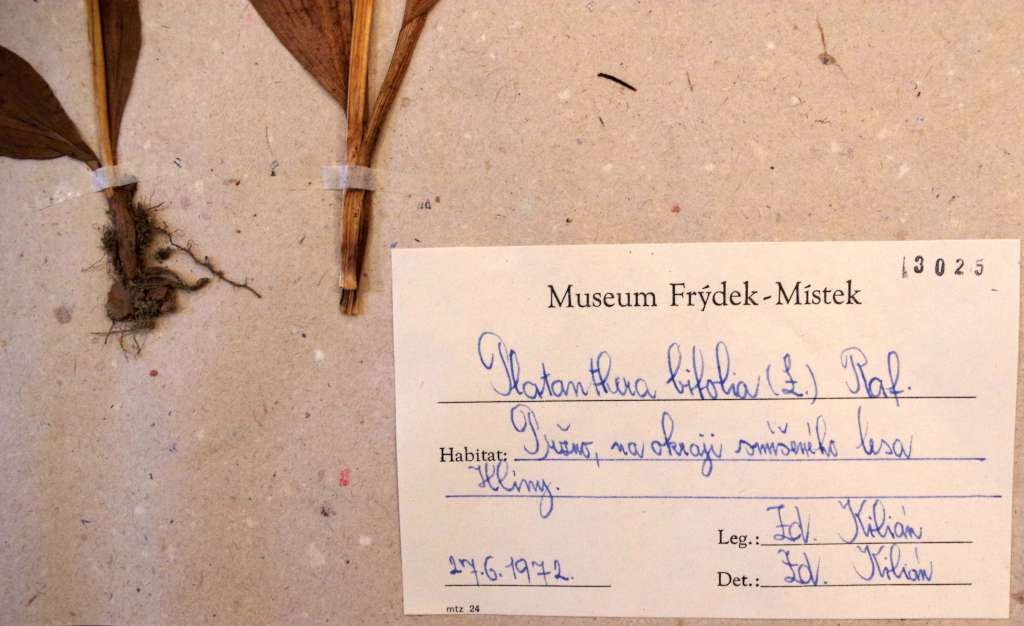 13025
Museum Frýdek-Místek
Platanthera bifolia (L.) Raf.
Habitat: Pržno, na okraji smíšeného lesa
Hliny.
Leg.: Zd. Kilián
27.6.1972. Det.: Zd. Kilián
mtz 24